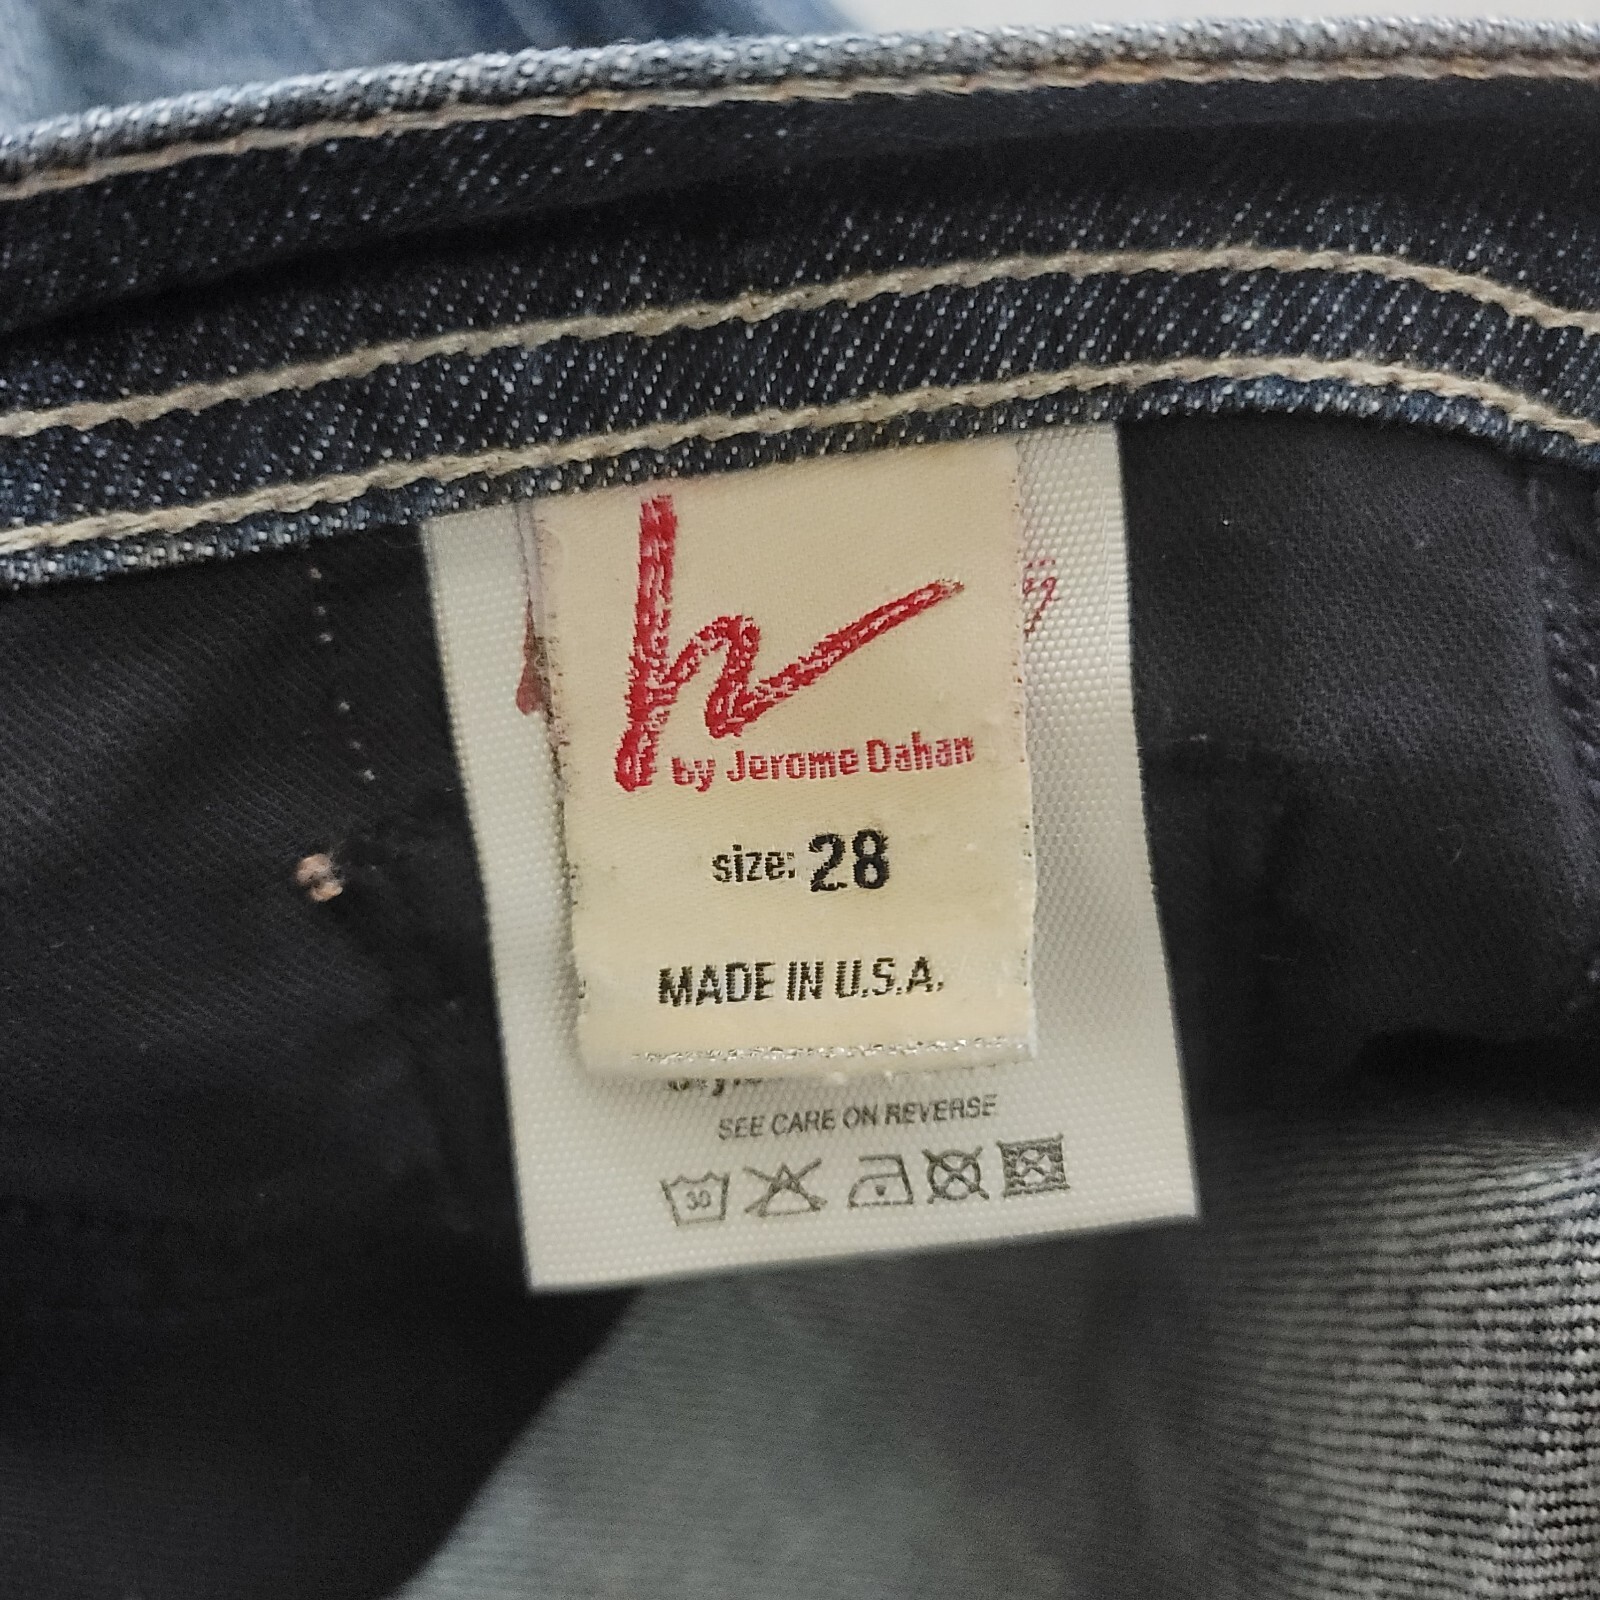 h
by Jerome Dahan
size: 28
MADE IN U.S.A.
SEE CARE ON REVERSE
30